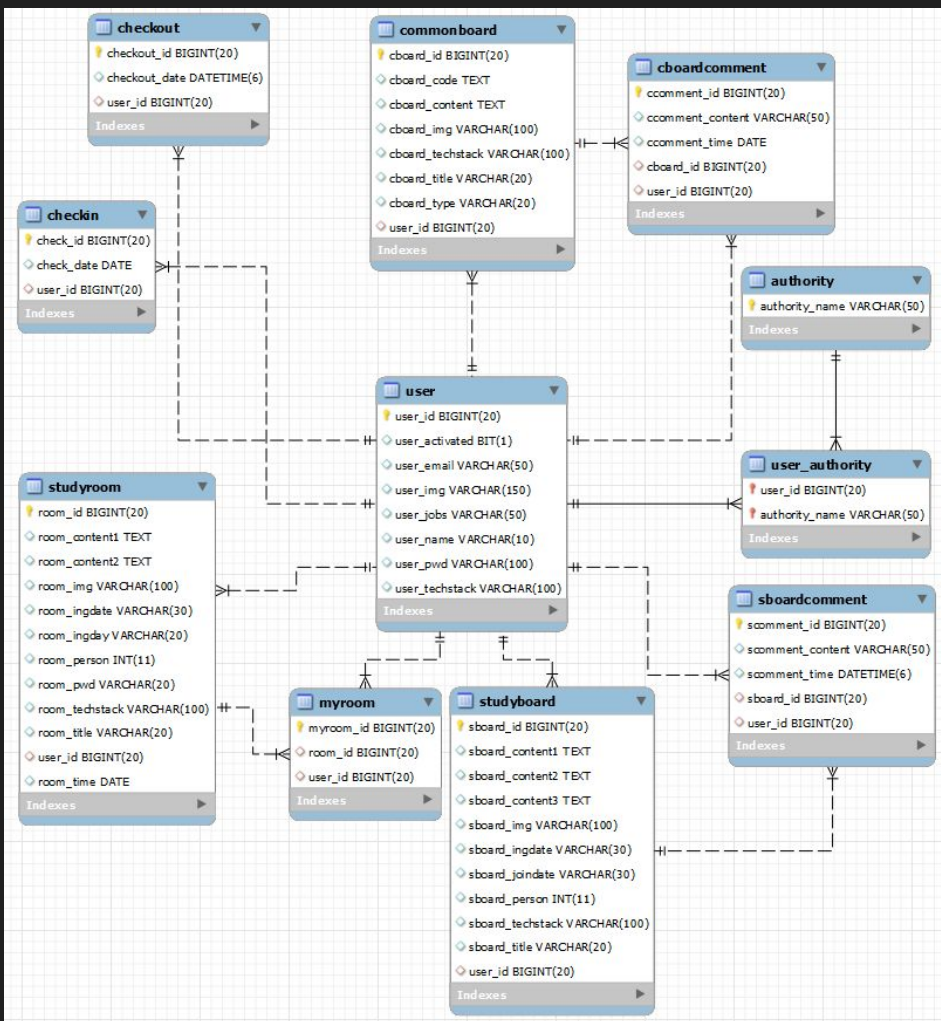 checkout
checkout_id BIGINT(20)
checkout_date DATETIME(6)
user_id BIGINT(20)
Indexes
commonboard
cboard_id BIGINT(20)
cboard_code TEXT
cboard_content TEXT
cboard_img VARCHAR(100)
cboard_techstack VARCHAR(100)
cboard_title VARCHAR(20)
cboard_type VARCHAR(20)
user_id BIGINT(20)
Indexes
cboardcomment
ccomment_id BIGINT(20)
ccomment_content VARCHAR(50)
ccomment_time DATE
cboard_id BIGINT(20)
user_id BIGINT(20)
Indexes
checkin
check_id BIGINT(20)
check_date DATE
user_id BIGINT(20)
Indexes
authority
authority_name VARCHAR(50)
Indexes
user
user_id BIGINT(20)
user_activated BIT(1)
user_email VARCHAR(50)
user_img VARCHAR(150)
user_jobs VARCHAR(50)
user_name VARCHAR(10)
user_pwd VARCHAR(100)
user_techstack VARCHAR(100)
Indexes
user_authority
user_id BIGINT(20)
authority_name VARCHAR(50)
Indexes
studyroom
room_id BIGINT(20)
room_content1 TEXT
room_content2 TEXT
room_img VARCHAR(100)
room_ingdate VARCHAR(30)
room_ingday VARCHAR(20)
room_person INT(11)
room_pwd VARCHAR(20)
room_techstack VARCHAR(100)
room_title VARCHAR(20)
user_id BIGINT(20)
room_time DATE
Indexes
sboardcomment
scomment_id BIGINT(20)
scomment_content VARCHAR(50)
scomment_time DATETIME(6)
sboard_id BIGINT(20)
user_id BIGINT(20)
Indexes
myroom
myroom_id BIGINT(20)
room_id BIGINT(20)
user_id BIGINT(20)
Indexes
studyboard
sboard_id BIGINT(20)
sboard_content1 TEXT
sboard_content2 TEXT
sboard_content3 TEXT
sboard_img VARCHAR(100)
sboard_ingdate VARCHAR(30)
sboard_joindate VARCHAR(30)
sboard_person INT(11)
sboard_techstack VARCHAR(100)
sboard_title VARCHAR(20)
user_id BIGINT(20)
Indexes